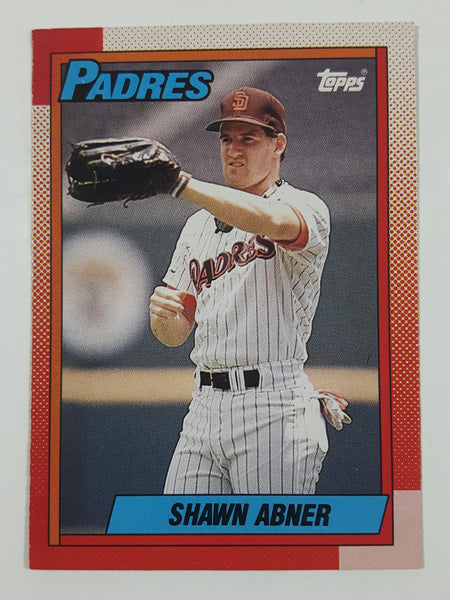 PADRES
topps®
SD
PADRES
SHAWN ABNER